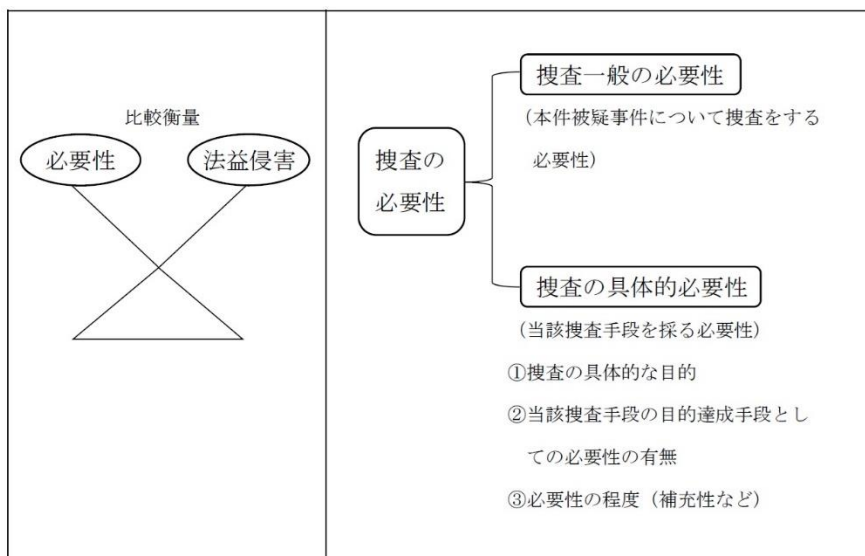 比較衡量
必要性
法益侵害
捜査の
必要性
捜査一般の必要性
（本件被疑事件について捜査をする
必要性）
捜査の具体的必要性
（当該捜査手段を採る必要性）
①捜査の具体的な目的
②当該捜査手段の目的達成手段とし
ての必要性の有無
③必要性の程度（補充性など）